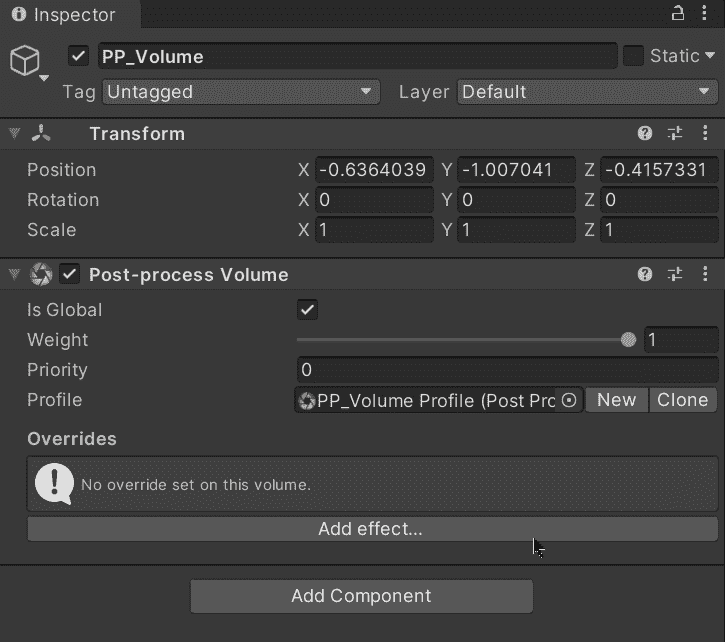 Inspector
PP_Volume Static
Tag Untagged Layer Default
Transform
Position X -0.6364039 Y -1.007041 Z -0.4157331
Rotation X 0 Y 0 Z 0
Scale X 1 Y 1 Z 1
Post-process Volume
Is Global
Weight 1
Priority 0
Profile PP_Volume Profile (Post Pro New Clone
Overrides
No override set on this volume.
Add effect...
Add Component